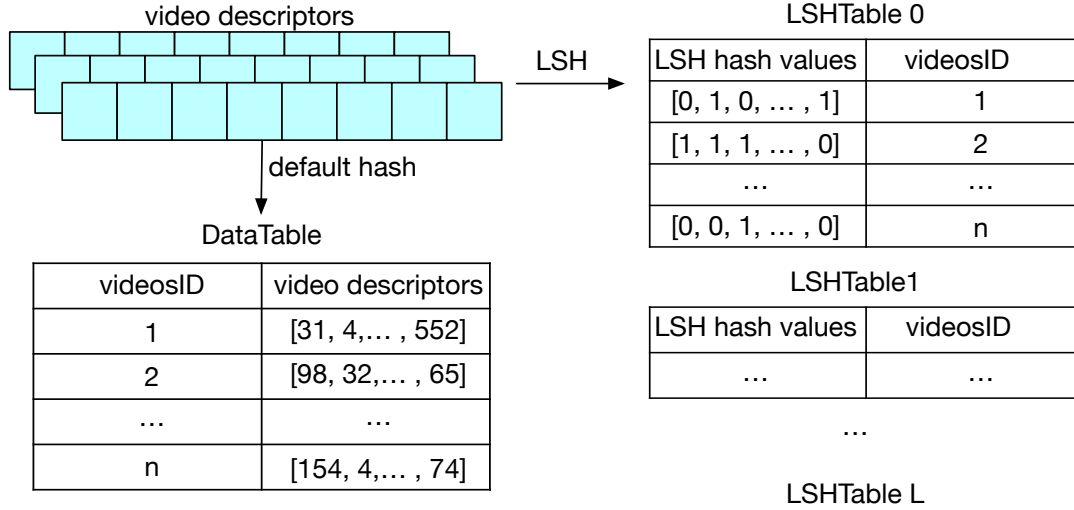 video descriptors
LSH
default hash
DataTable
videosID video descriptors
1 [31, 4,... , 552]
2 [98, 32,... , 65]
... ...
n [154, 4,... , 74]
LSHTable 0
LSH hash values videosID
[0, 1, 0, ... , 1] 1
[1, 1, 1, ... , 0] 2
... ...
[0, 0, 1, ... , 0] n
LSHTable1
LSH hash values videosID
... ...
...
LSHTable L